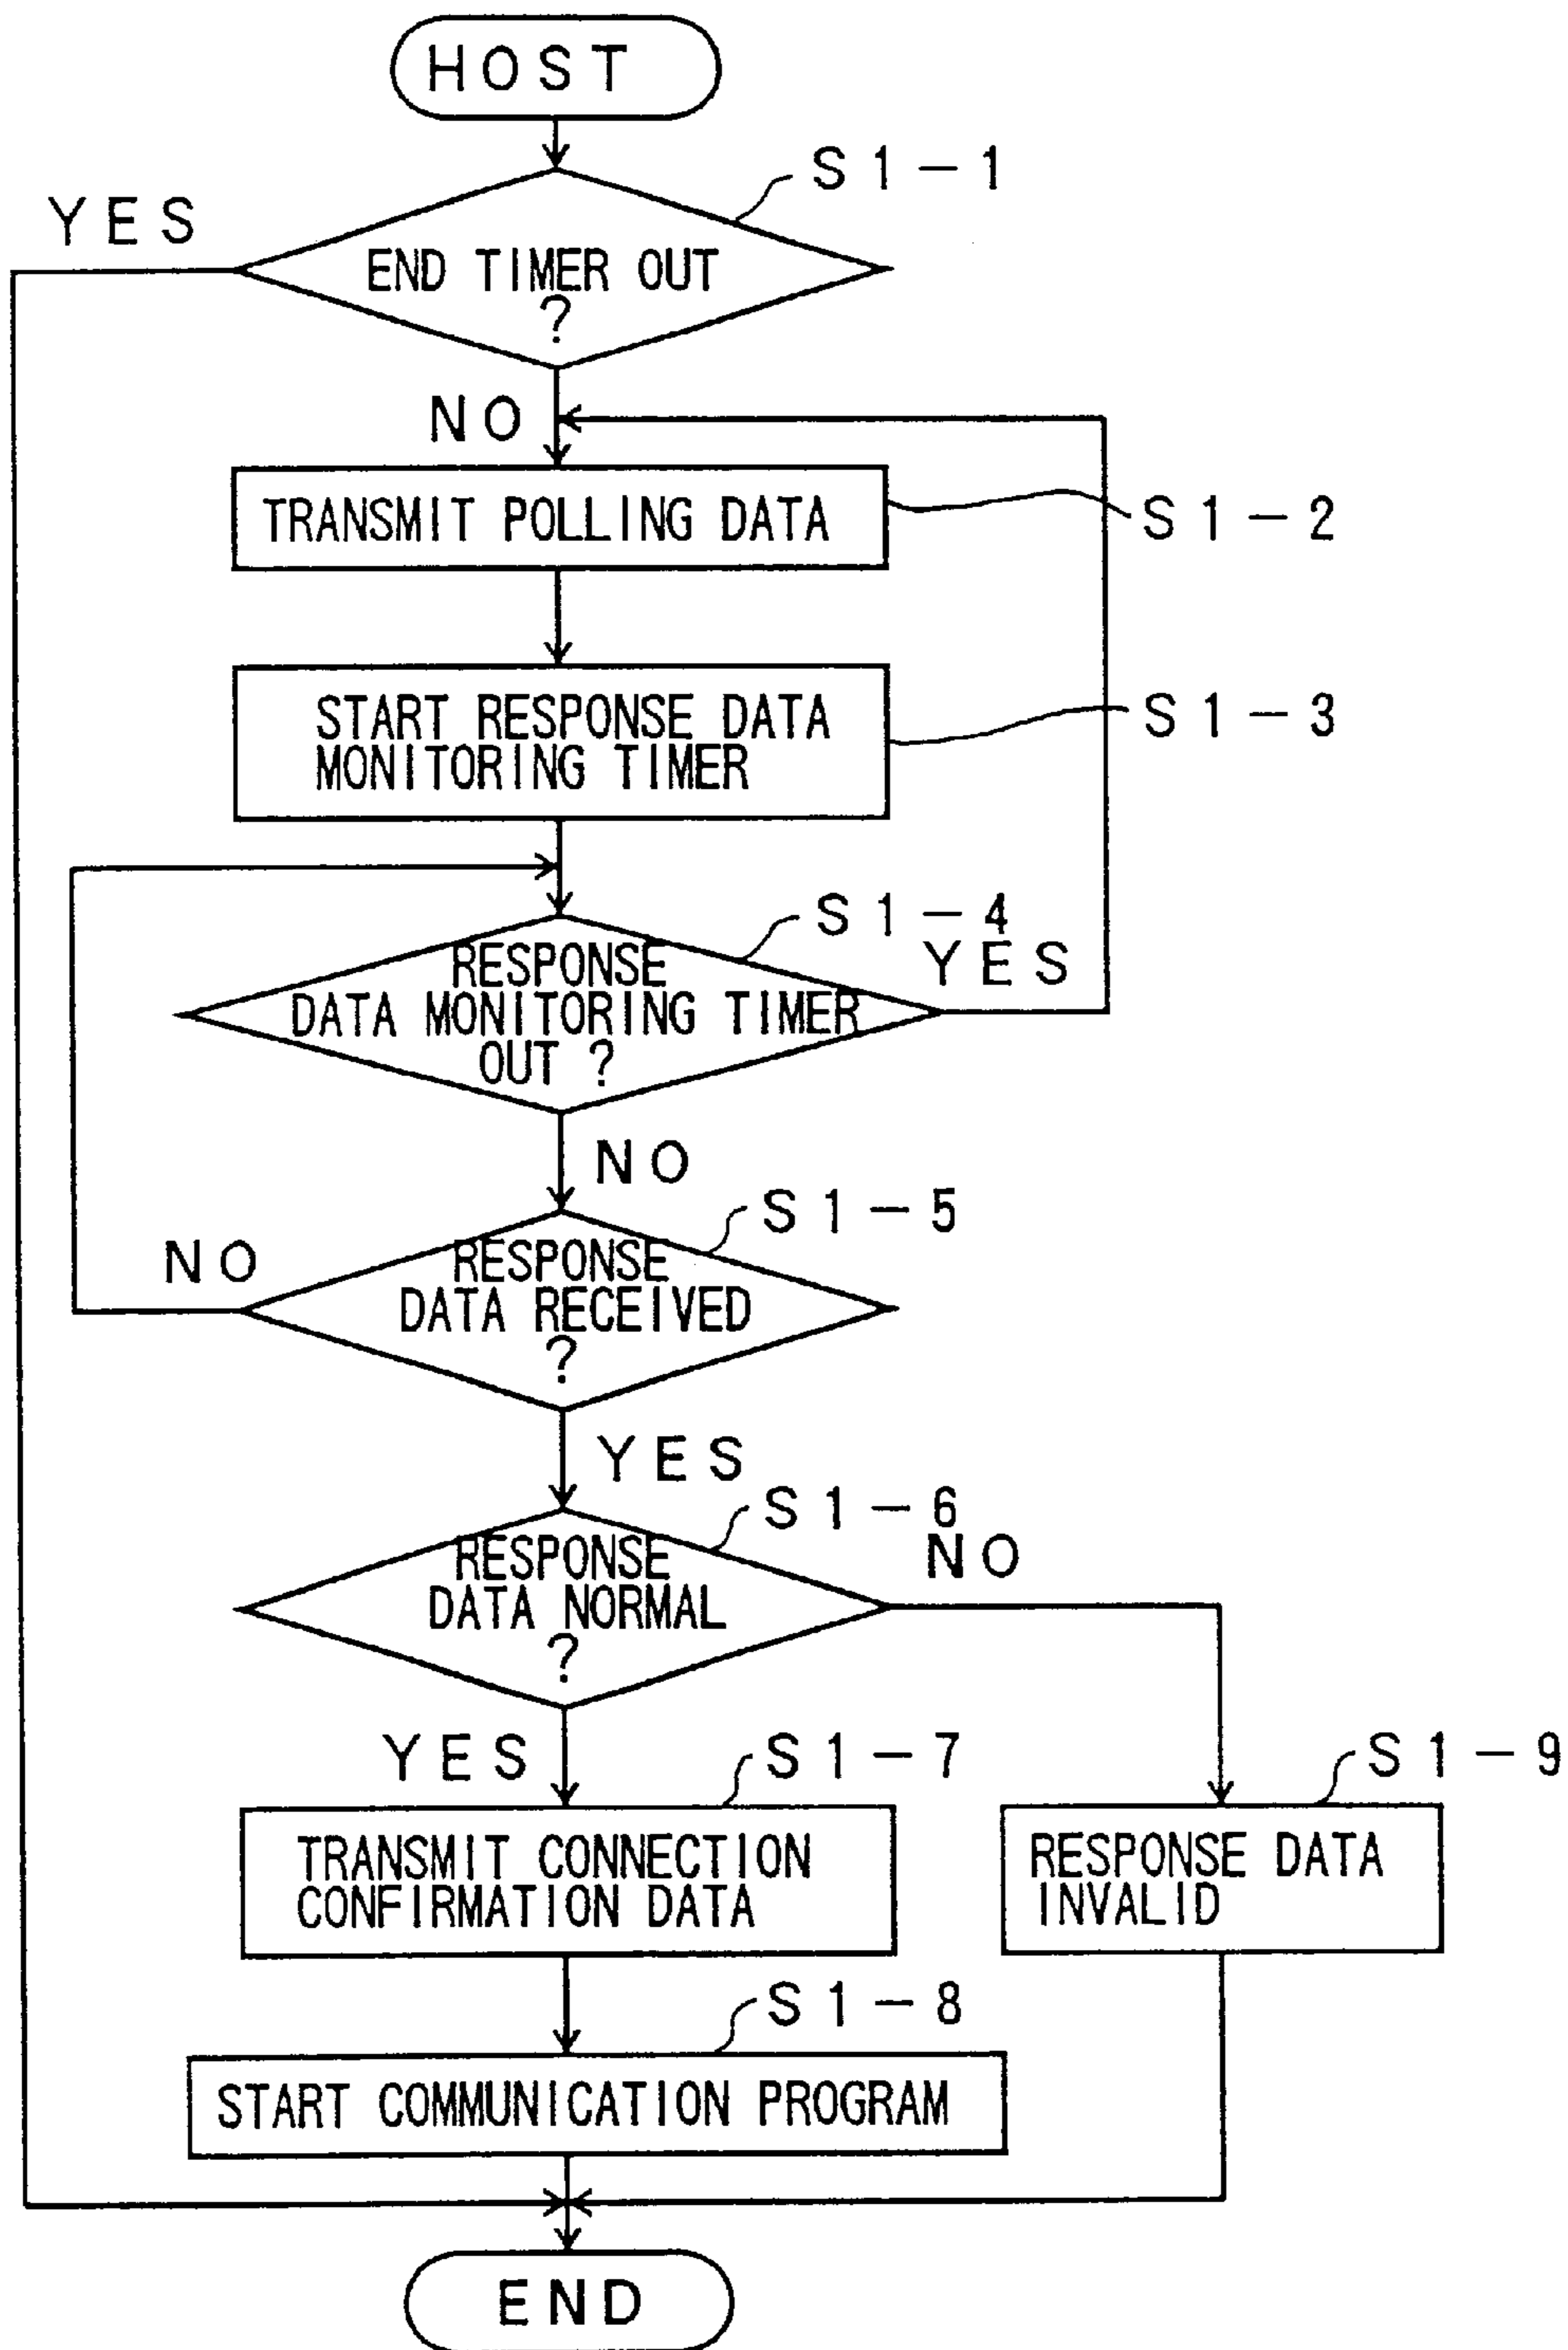 HOST
S1-1
YES
END TIMER OUT
?
NO
TRANSMIT POLLING DATA
S1-2
START RESPONSE DATA
MONITORING TIMER
S1-3
S1-4
YES
RESPONSE
DATA MONITORING TIMER
OUT ?
NO
S1-5
NO
RESPONSE
DATA RECEIVED
?
YES
S1-6
NO
RESPONSE
DATA NORMAL
?
YES
S1-7
S1-9
TRANSMIT CONNECTION
CONFIRMATION DATA
RESPONSE DATA
INVALID
S1-8
START COMMUNICATION PROGRAM
END